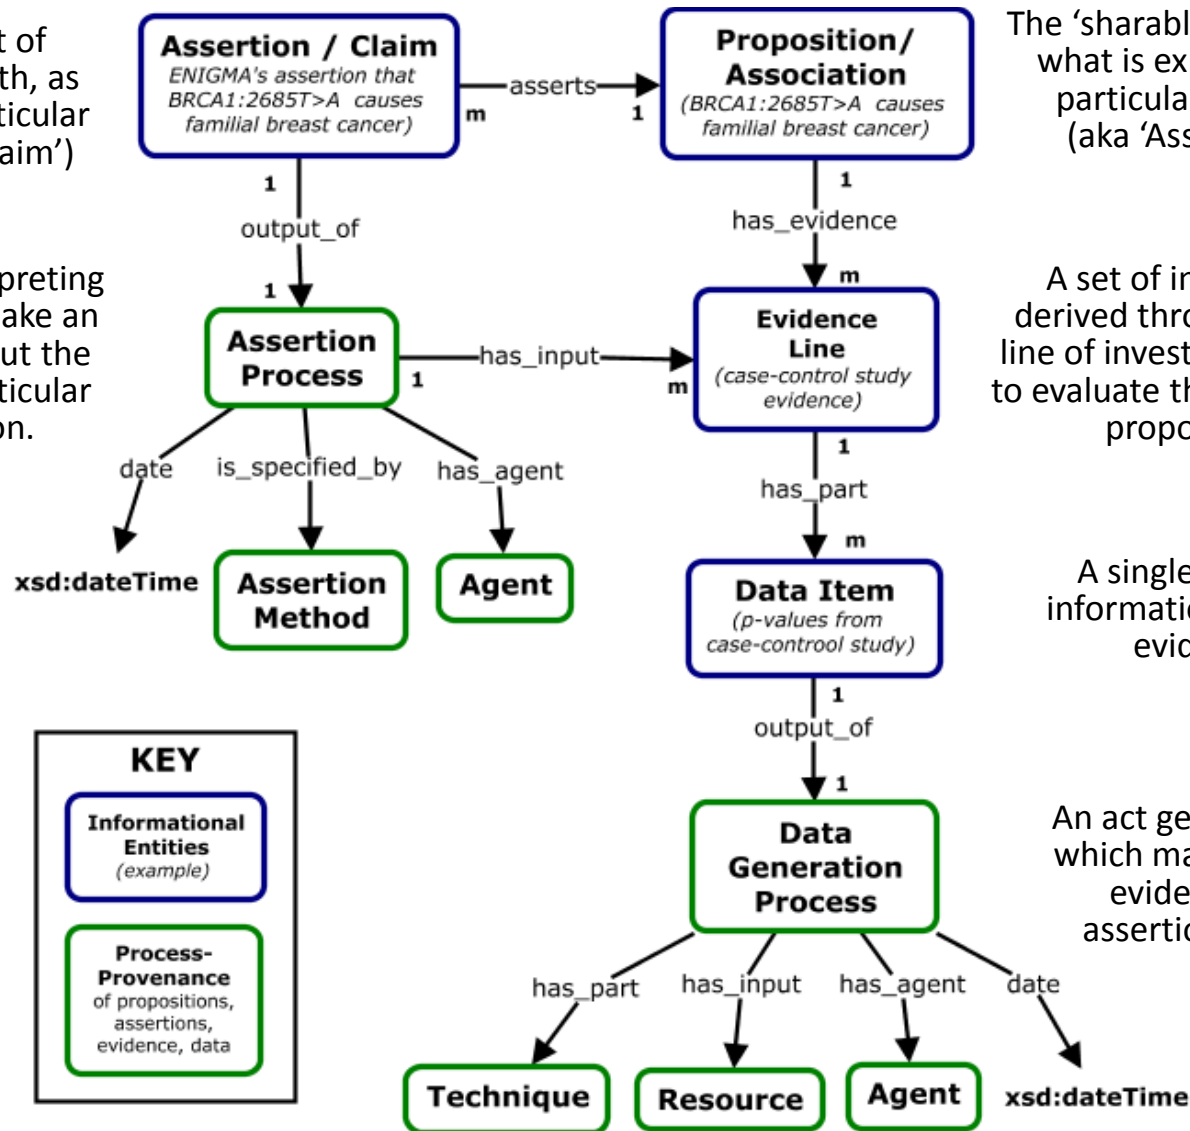 t of
th, as
ticular
aim')
Assertion / Claim
ENIGMA's assertion that
BRCA1:2685T>A causes
familial breast cancer)
asserts
m
1
Proposition/
Association
(BRCA1:2685T>A causes
familial breast cancer)
The ‘sharabl
what is ex
particula
(aka ‘Ass
1
output_of
1
1
has_evidence
m
preting
ake an
ut the
ticular
on.
Assertion
Process
1
has_input
m
Evidence
Line
(case-control study
evidence)
A set of in
derived thro
line of invest
to evaluate th
propo
date
is_specified_by
has_agent
xsd:dateTime
Assertion
Method
Agent
1
has_part
m
Data Item
(p-values from
case-controol study)
A single
informatio
evid
1
output_of
1
KEY
Informational
Entities
(example)
Process-
Provenance
of propositions,
assertions,
evidence, data
Data
Generation
Process
An act ge
which ma
evide
assertio
has_part
has_input
has_agent
date
Technique
Resource
Agent
xsd:dateTime